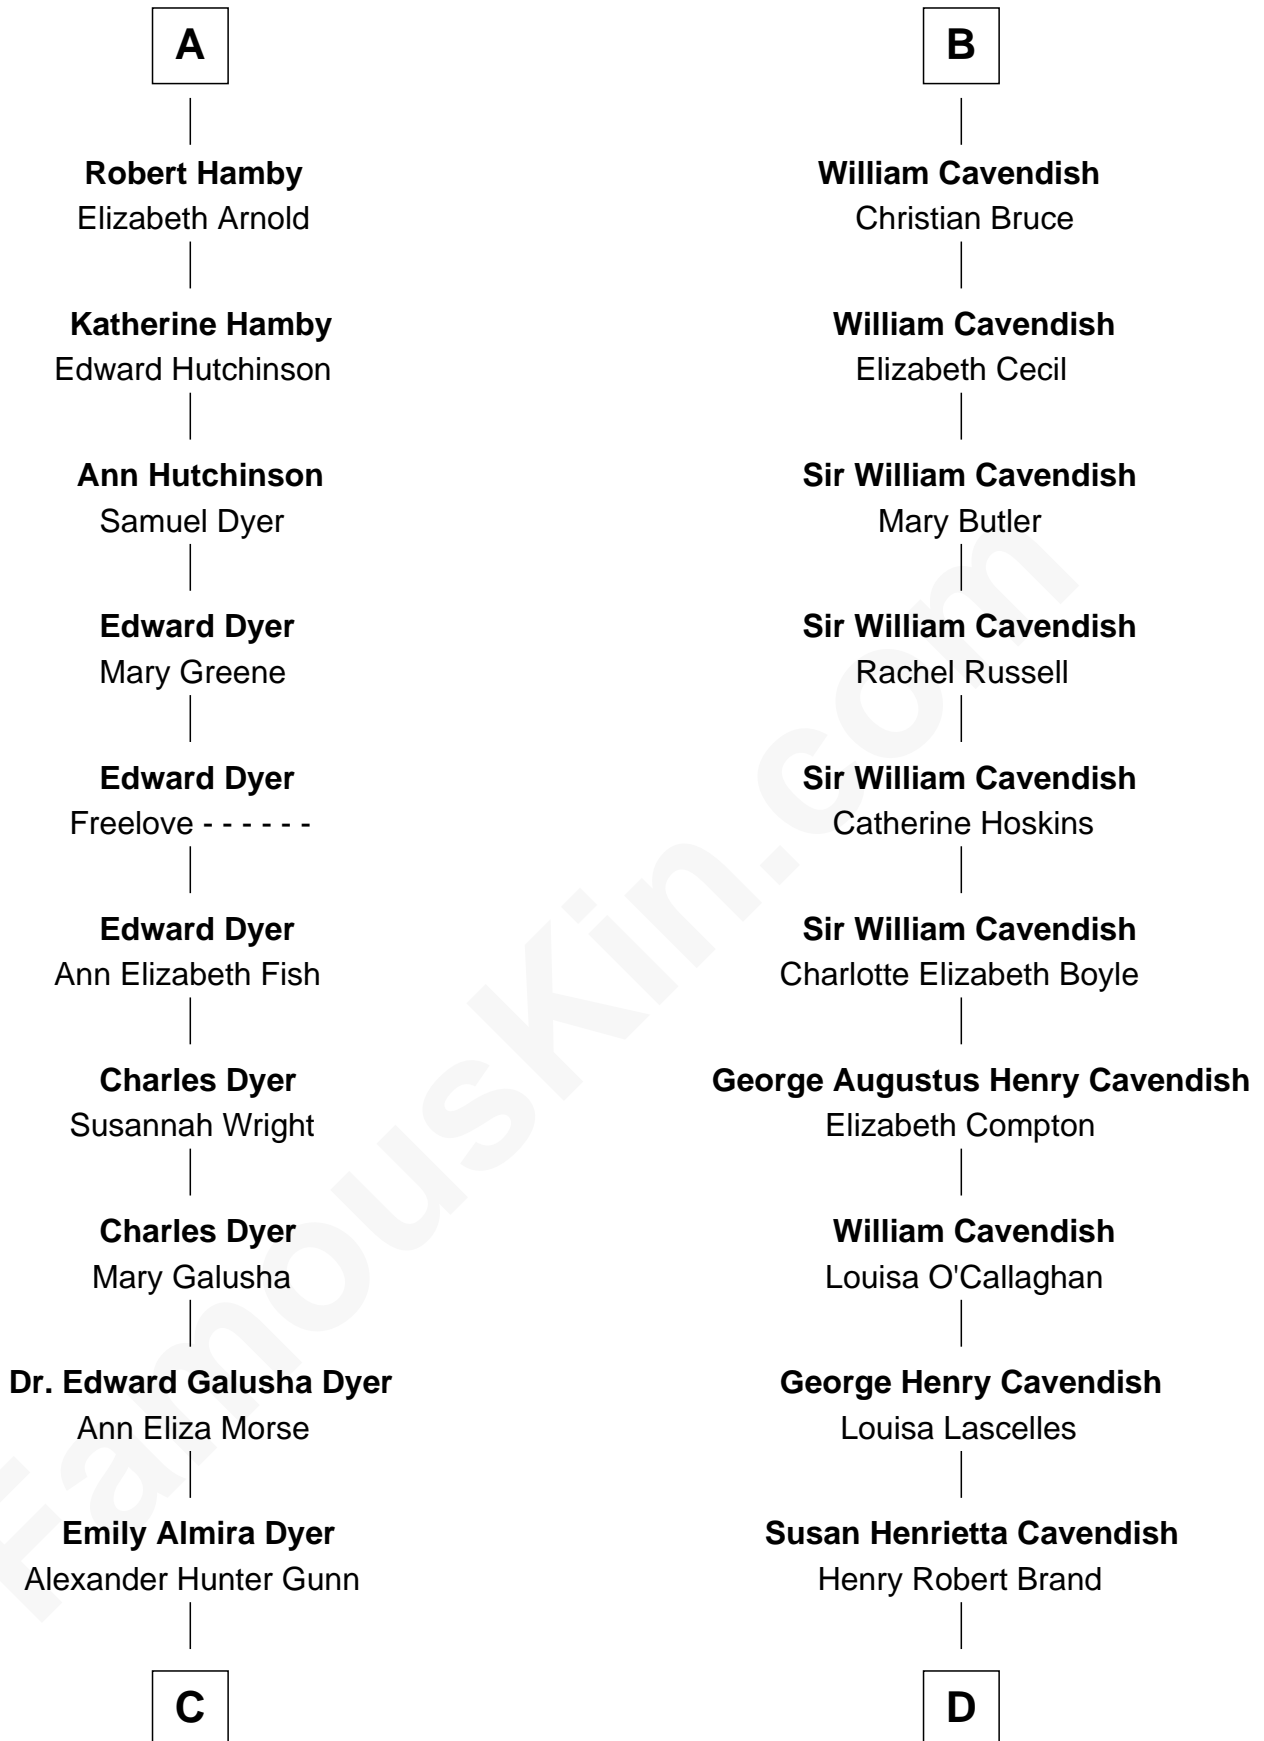 A
Robert Hamby
Elizabeth Arnold
Katherine Hamby
Edward Hutchinson
Ann Hutchinson
Samuel Dyer
Edward Dyer
Mary Greene
Edward Dyer
Freelove - - - - - -
Edward Dyer
Ann Elizabeth Fish
Charles Dyer
Susannah Wright
Charles Dyer
Mary Galusha
Dr. Edward Galusha Dyer
Ann Eliza Morse
Emily Almira Dyer
Alexander Hunter Gunn
C
B
William Cavendish
Christian Bruce
William Cavendish
Elizabeth Cecil
Sir William Cavendish
Mary Butler
Sir William Cavendish
Rachel Russell
Sir William Cavendish
Catherine Hoskins
Sir William Cavendish
Charlotte Elizabeth Boyle
George Augustus Henry Cavendish
Elizabeth Compton
William Cavendish
Louisa O'Callaghan
George Henry Cavendish
Louisa Lascelles
Susan Henrietta Cavendish
Henry Robert Brand
D
FamousKin.com